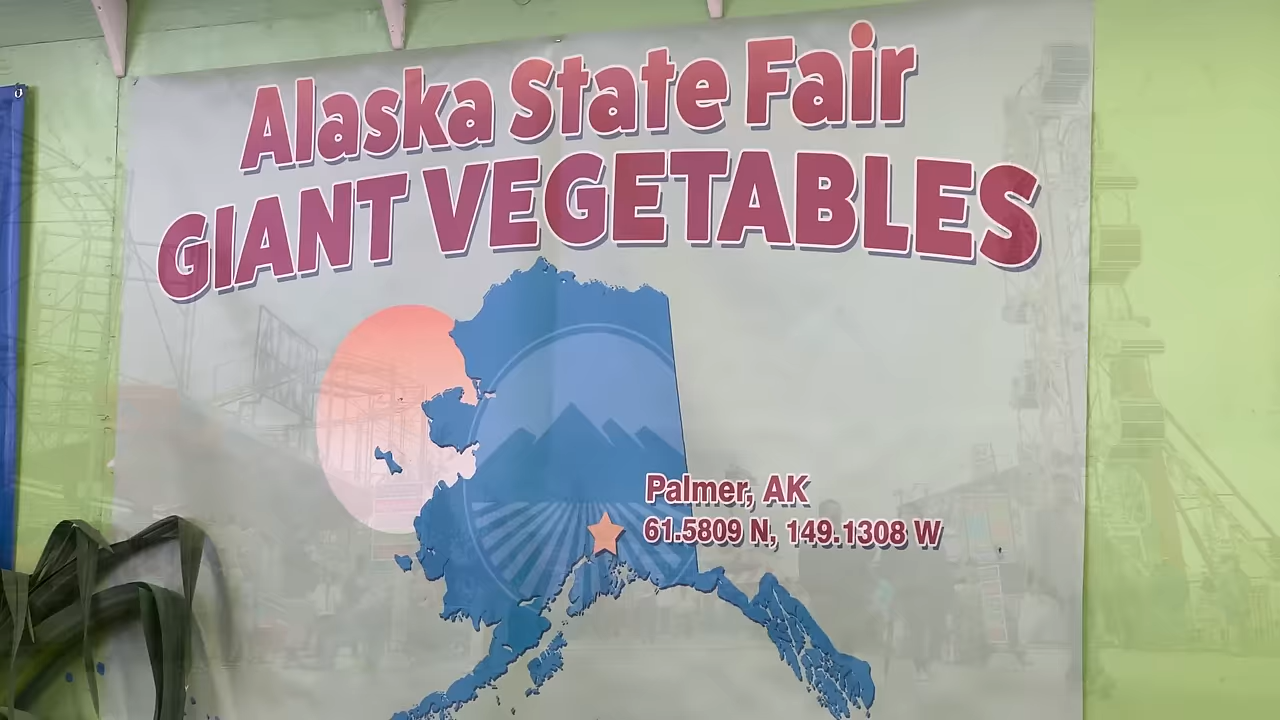 Alaska State Fair
GIANT VEGETABLES
Palmer, AK
61.5809 N, 149.1308 W